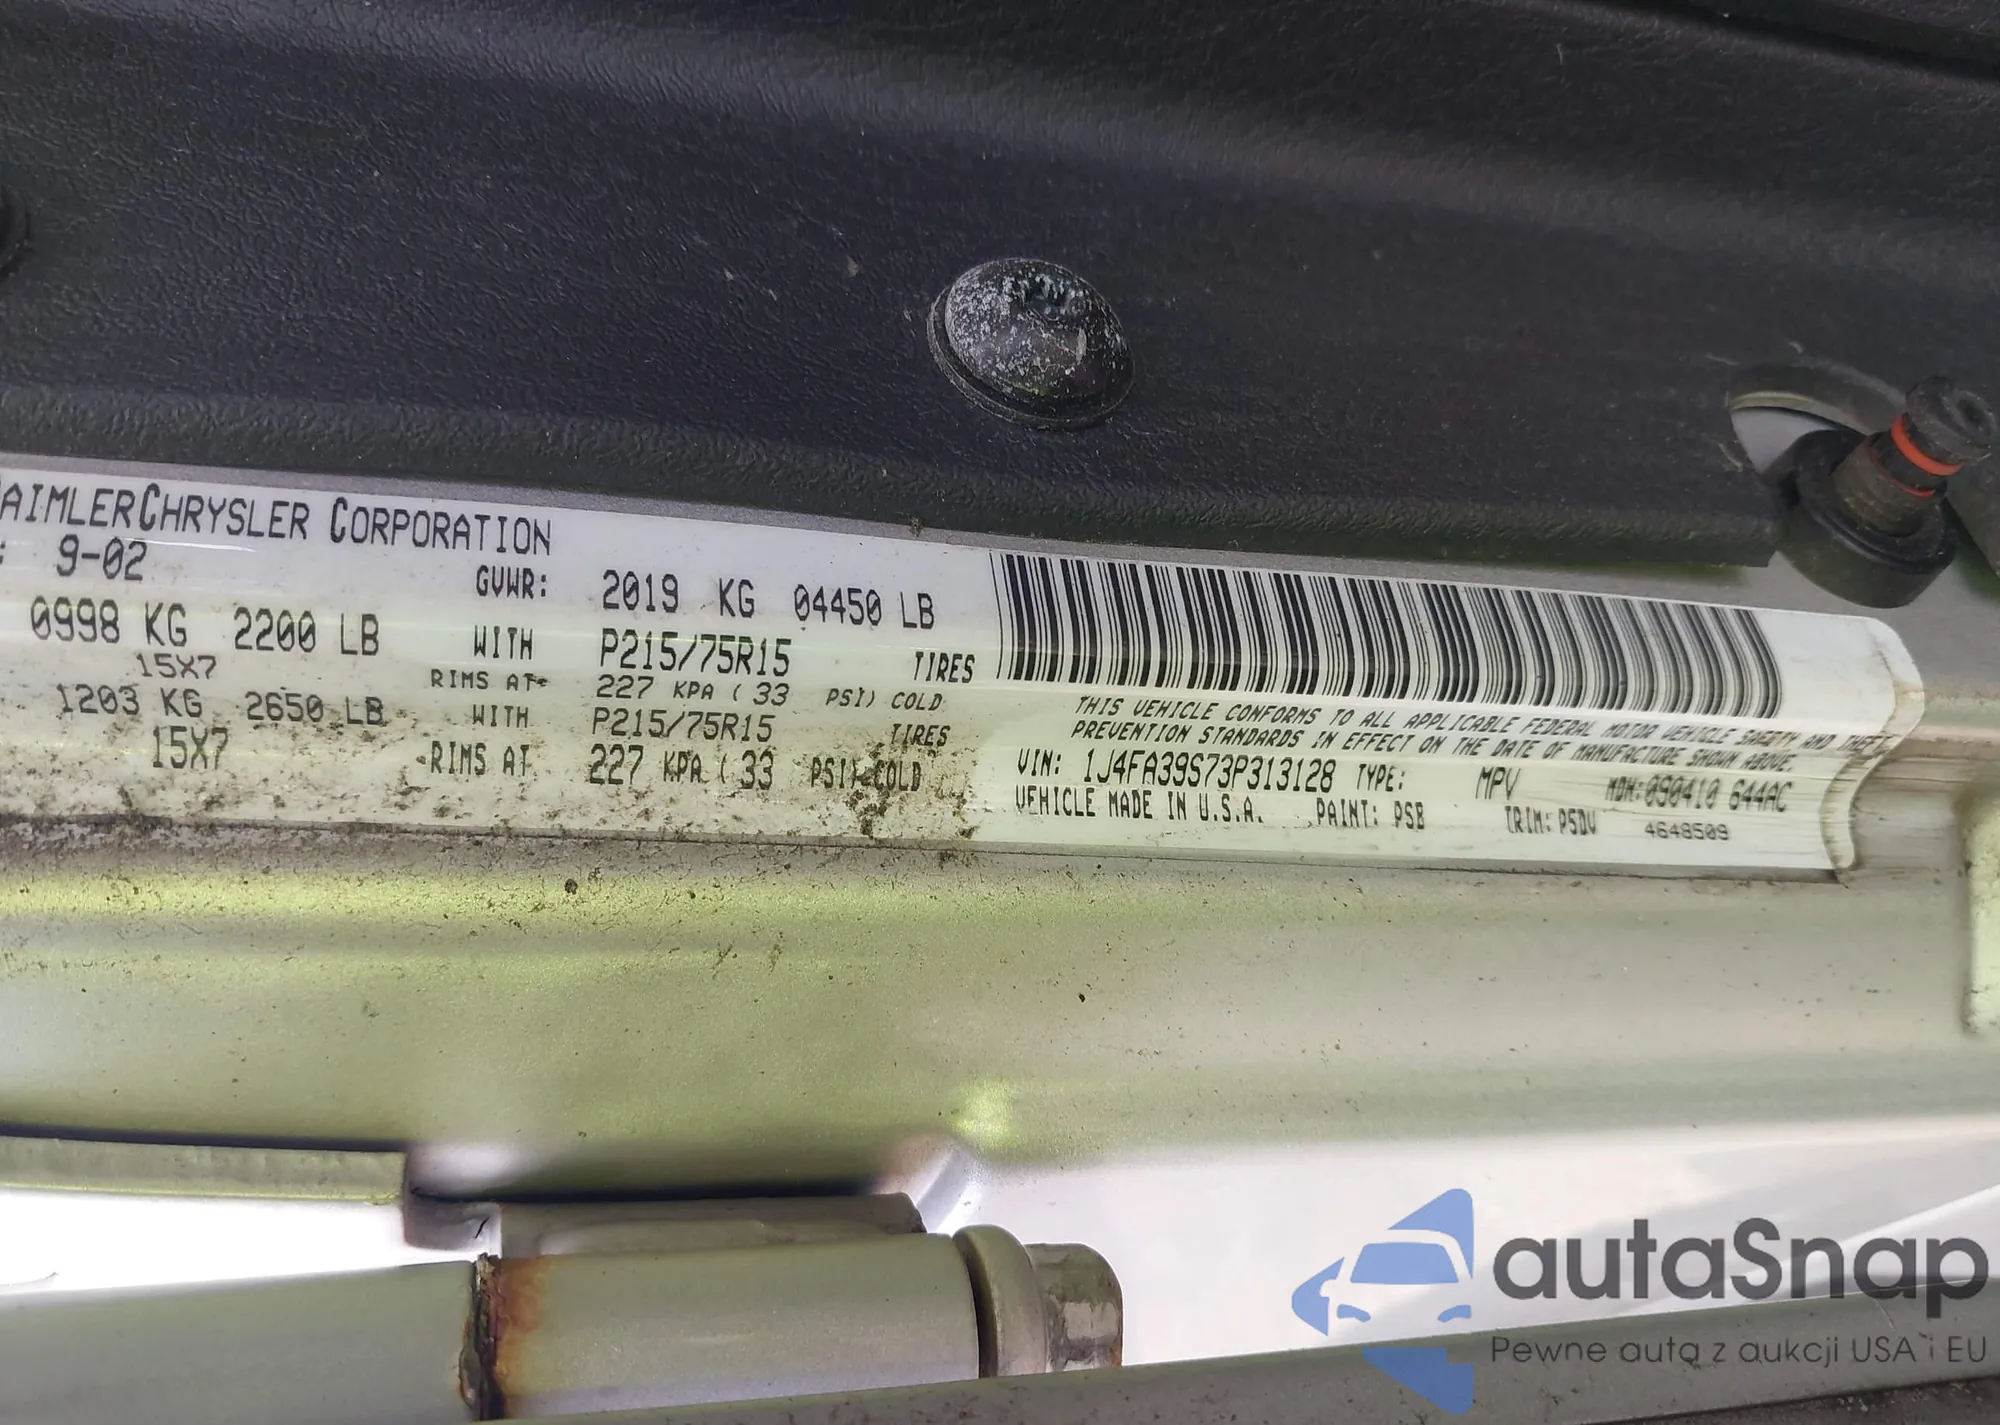 DAIMLERCHRYSLER CORPORATION
: 9-02
GVWR: 2019 KG 04450 LB
0998 KG 2200 LB WITH P215/75R15 TIRES
15X7 RIMS AT 227 KPA ( 33 PSI) COLD
1203 KG 2650 LB WITH P215/75R15 TIRES
15X7 RIMS AT 227 KPA ( 33 PSI) COLD
THIS VEHICLE CONFORMS TO ALL APPLICABLE FEDERAL MOTOR VEHICLE SAFETY AND THEFT
PREVENTION STANDARDS IN EFFECT ON THE DATE OF MANUFACTURE SHOWN ABOVE.
VIN: 1J4FA39S73P313128 TYPE: MPV MDH:090410 644AC
VEHICLE MADE IN U.S.A. PAINT: PSB TRIM: P5DV 4648509
autaSnap
Pewne auta z aukcji USA i EU